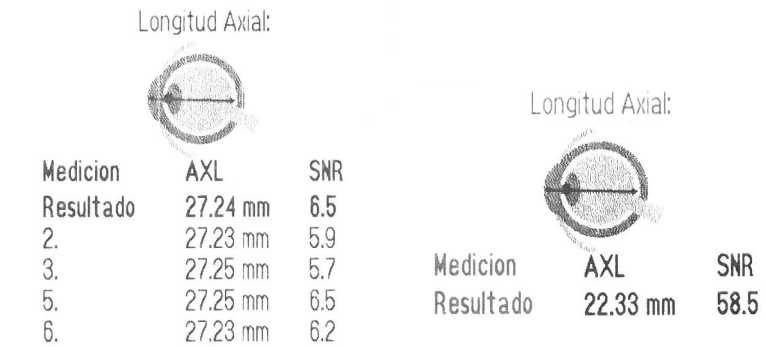 Longitud Axial:
Medicion AXL SNR
Resultado 27.24 mm 6.5
2. 27.23 mm 5.9
3. 27.25 mm 5.7
5. 27.25 mm 6.5
6. 27.23 mm 6.2
Longitud Axial:
Medicion AXL SNR
Resultado 22.33 mm 58.5